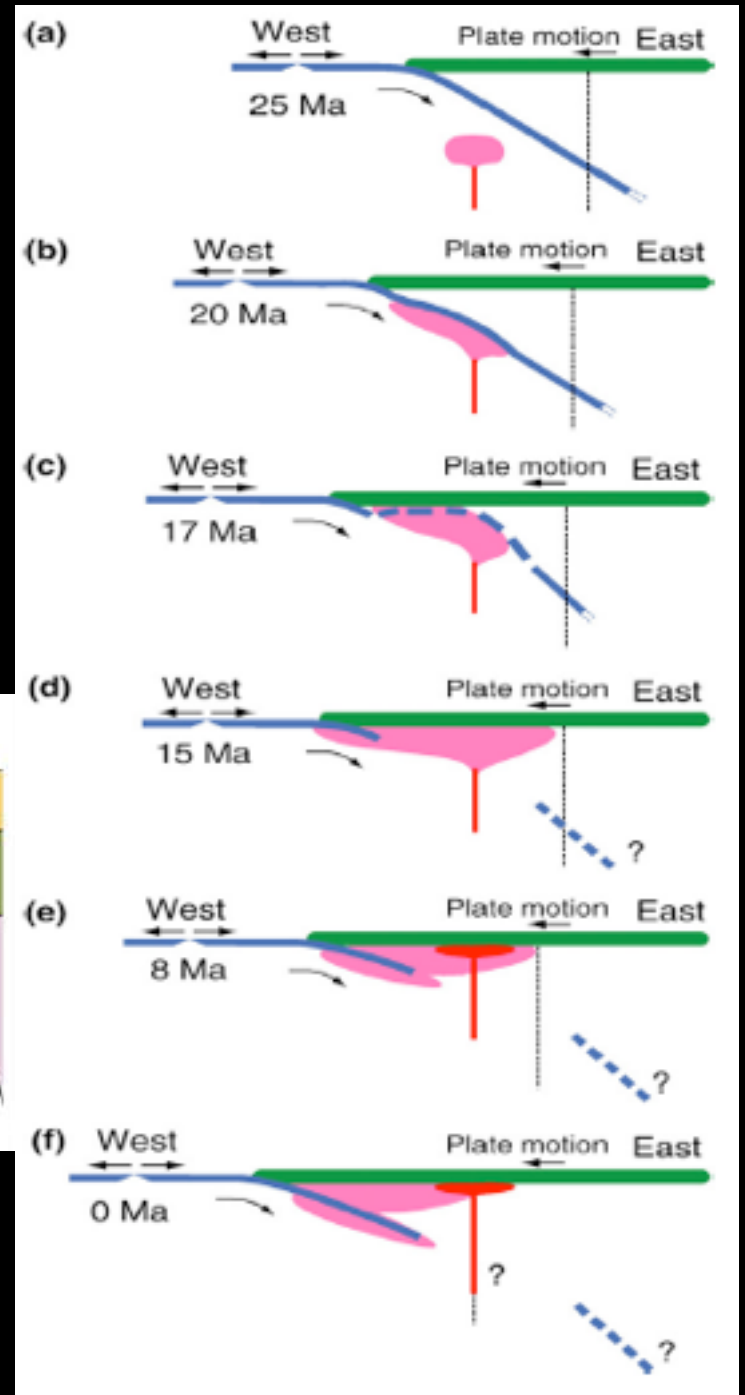 (a)
West
Plate motion East
25 Ma
(b)
West
Plate motion East
20 Ma
(c)
West
Plate motion East
17 Ma
(d)
West
Plate motion East
15 Ma
?
(e)
West
Plate motion East
8 Ma
?
(f)
West
Plate motion East
0 Ma
?
?